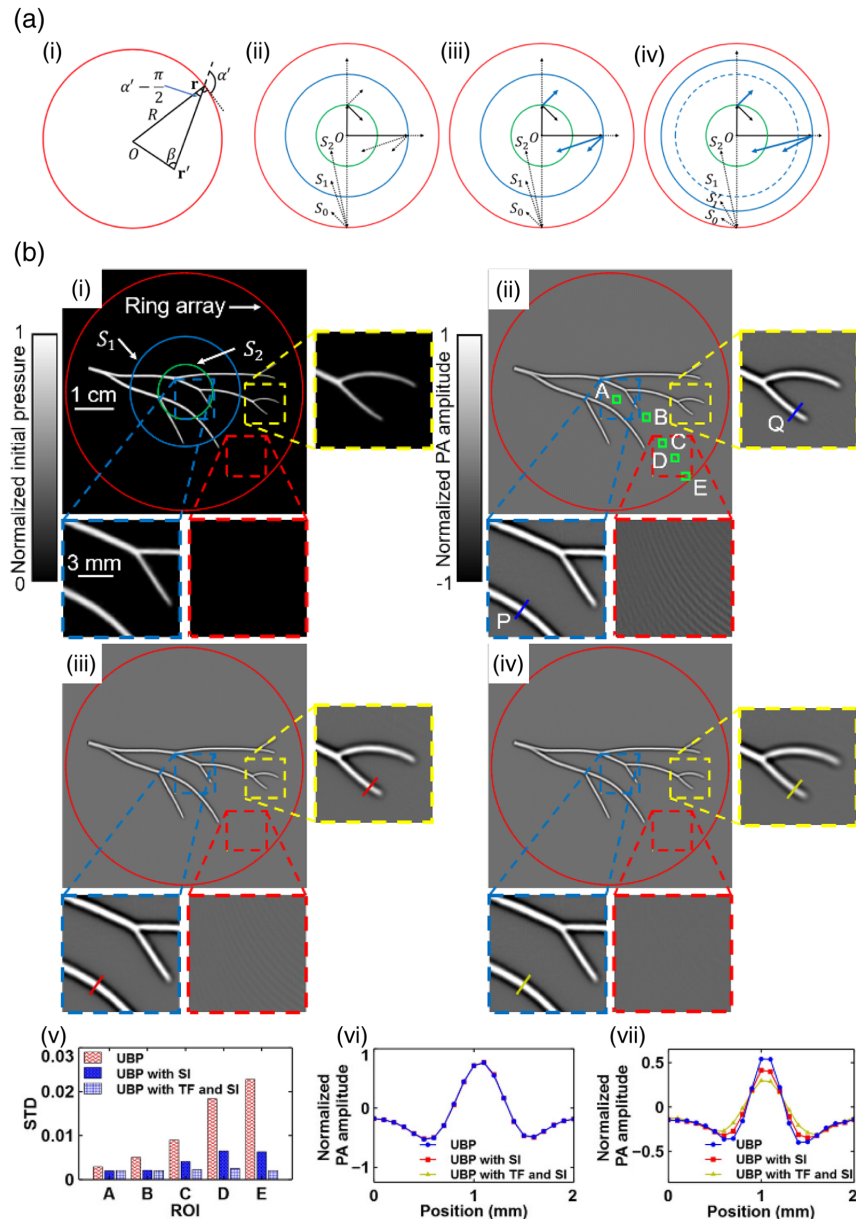 (a)
(i)
(ii)
(iii)
(iv)
α′ − π/2
r
α′
R
β
O
r′
O
S₂
S₁
S₀
O
S₂
S₁
S₀
O
S₂
S₁
S₁′
S₀
(b)
(i)
Ring array
S₁
S₂
1 cm
3 mm
1
Normalized initial pressure
0
(ii)
1
Normalized PA amplitude
-1
A
B
C
D
E
Q
P
(iii)
(iv)
(v)
0.03
0.02
0.01
0
STD
UBP
UBP with SI
UBP with TF and SI
A B C D E
ROI
(vi)
1
0
−1
Normalized
PA amplitude
UBP
UBP with SI
UBP with TF and SI
0 1 2
Position (mm)
(vii)
0.5
0.0
−0.5
Normalized
PA amplitude
UBP
UBP with SI
UBP with TF and SI
0 1 2
Position (mm)